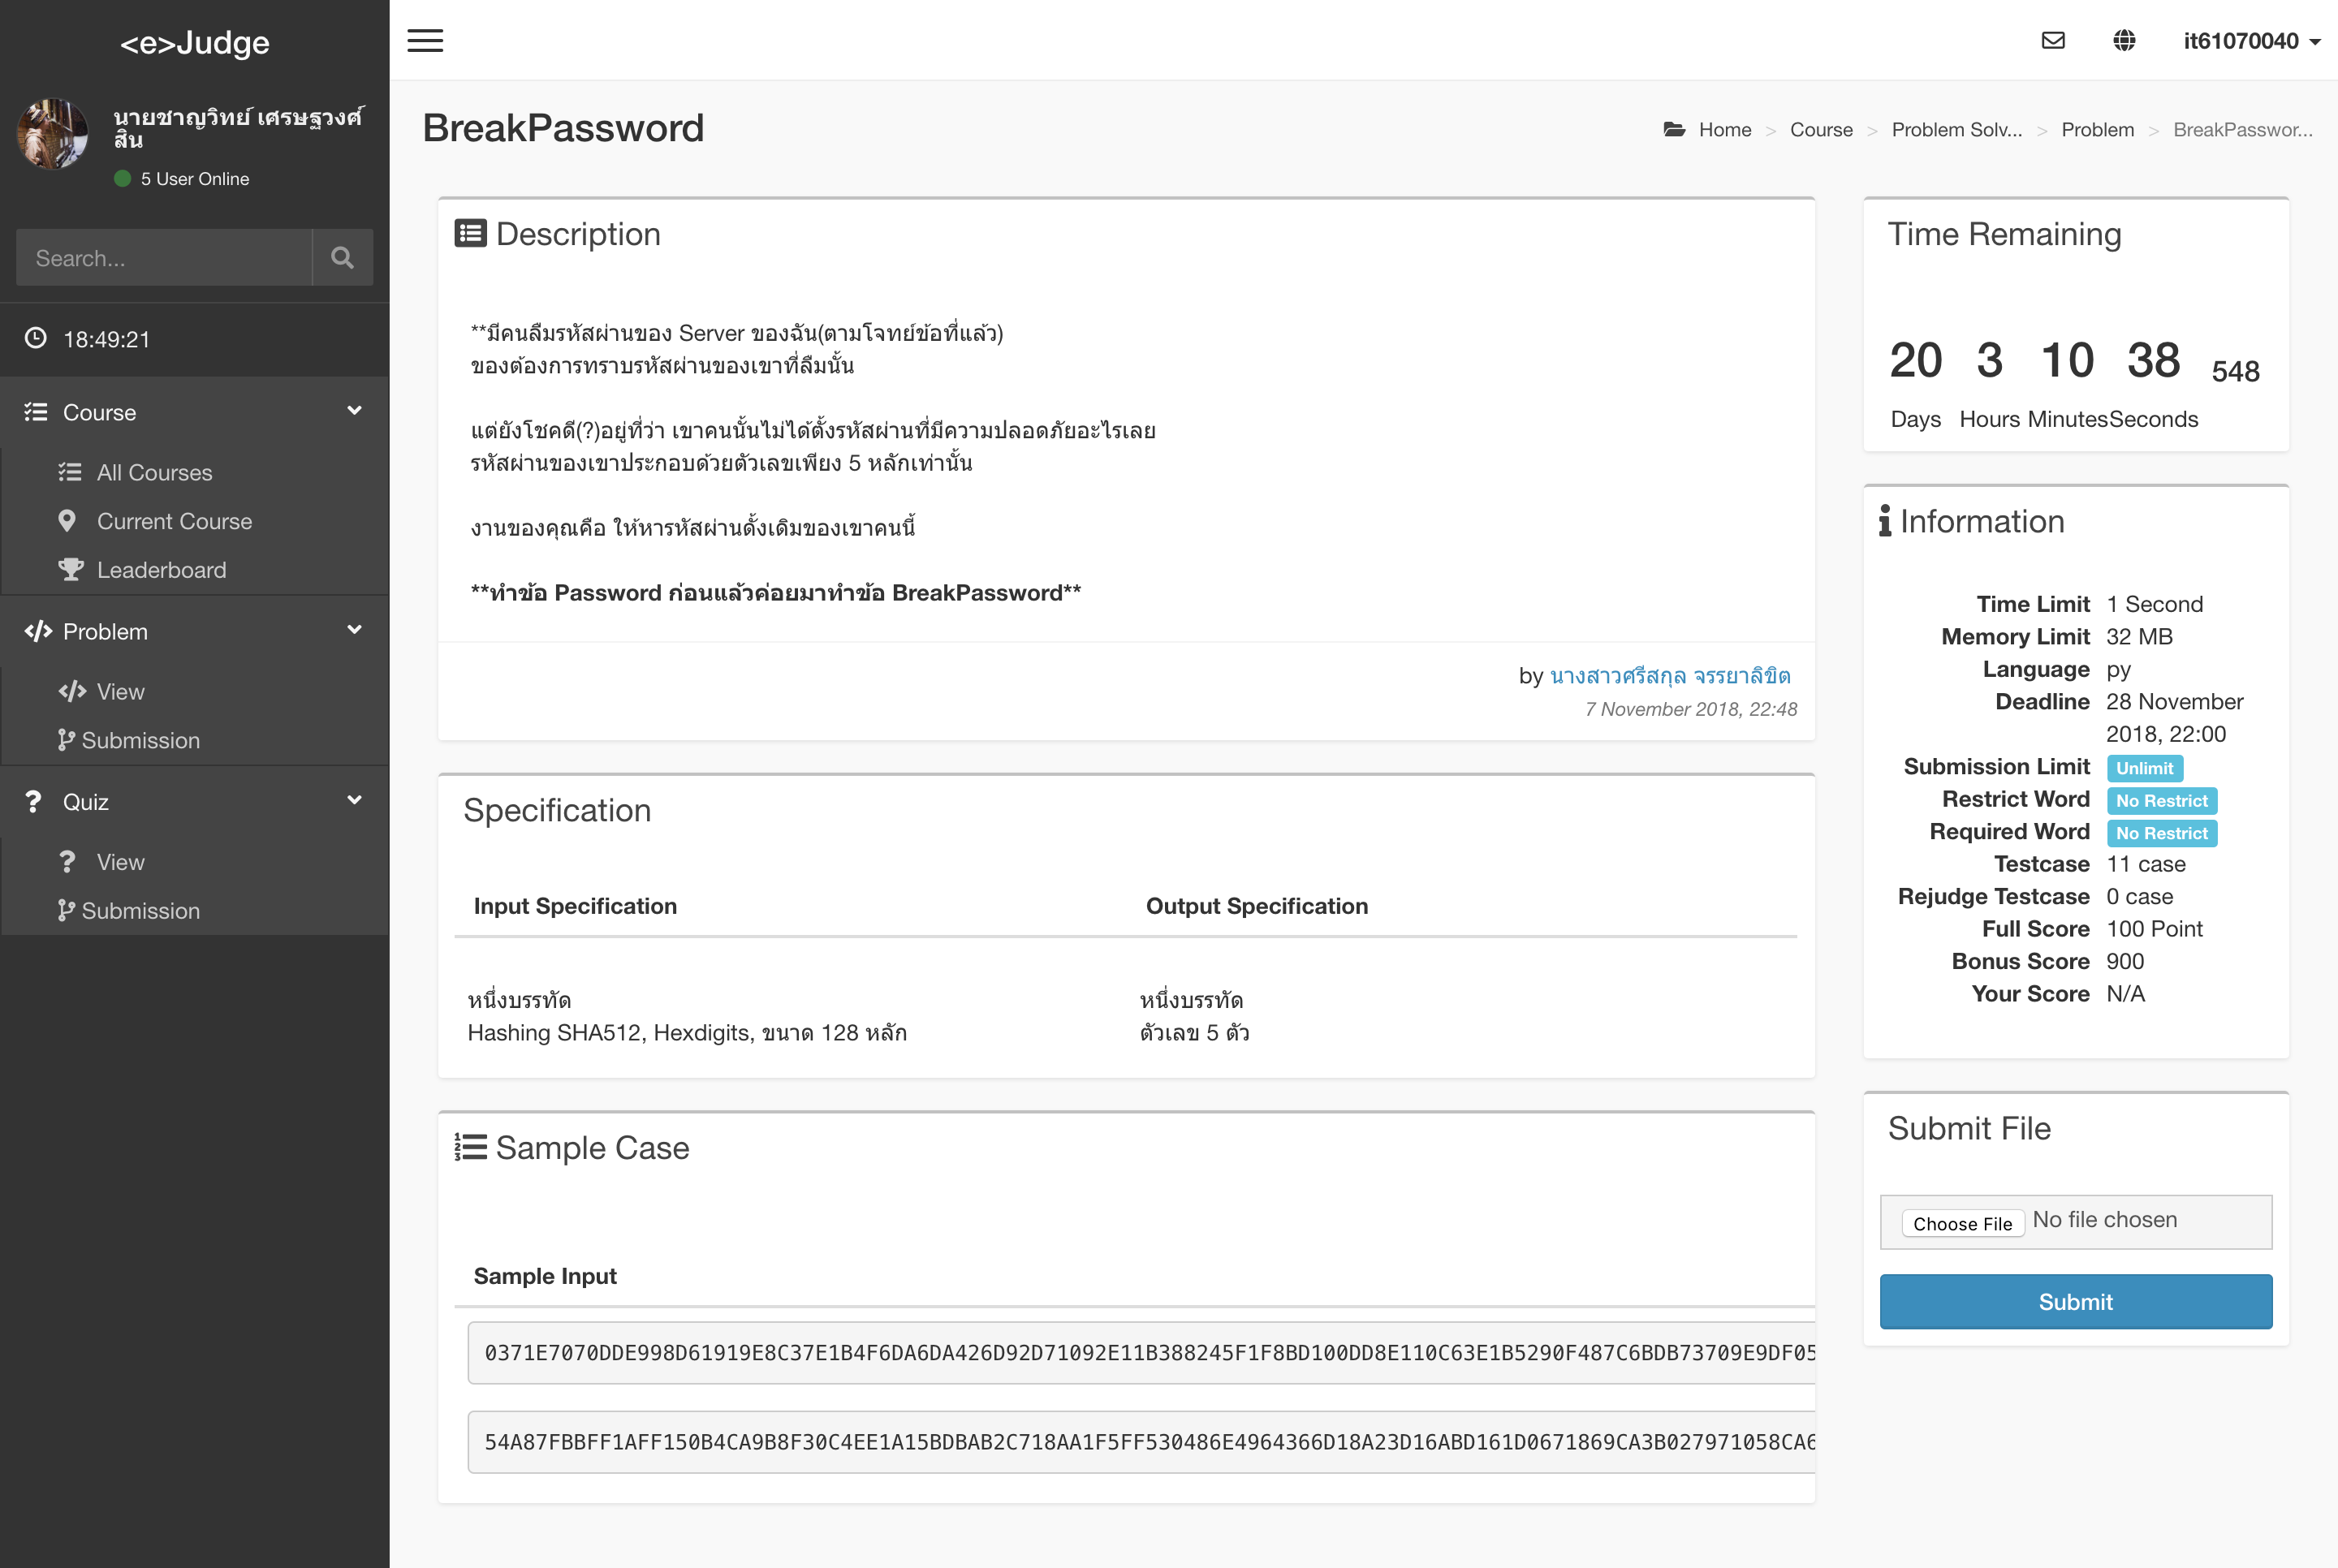 <e>Judge
นายชาญวิทย์ เศรษฐวงศ์
สิน
5 User Online
Search...
18:49:21
Course
All Courses
Current Course
Leaderboard
Problem
View
Submission
Quiz
View
Submission
it61070040
BreakPassword
Home > Course > Problem Solv... > Problem > BreakPasswor...
Description
**มีคนลืมรหัสผ่านของ Server ของฉัน(ตามโจทย์ข้อที่แล้ว)
ของต้องการทราบรหัสผ่านของเขาที่ลืมนั้น
แต่ยังโชคดี(?)อยู่ที่ว่า เขาคนนั้นไม่ได้ตั้งรหัสผ่านที่มีความปลอดภัยอะไรเลย
รหัสผ่านของเขาประกอบด้วยตัวเลขเพียง 5 หลักเท่านั้น
งานของคุณคือ ให้หารหัสผ่านดั้งเดิมของเขาคนนี้
**ทำข้อ Password ก่อนแล้วค่อยมาทำข้อ BreakPassword**
by นางสาวศรีสกุล จรรยาลิขิต
7 November 2018, 22:48
Specification
Input Specification
Output Specification
หนึ่งบรรทัด
Hashing SHA512, Hexdigits, ขนาด 128 หลัก
หนึ่งบรรทัด
ตัวเลข 5 ตัว
Sample Case
Sample Input
0371E7070DDE998D61919E8C37E1B4F6DA6DA426D92D71092E11B388245F1F8BD100DD8E110C63E1B5290F487C6BDB73709E9DF05
54A87FBBFF1AFF150B4CA9B8F30C4EE1A15BDBAB2C718AA1F5FF530486E4964366D18A23D16ABD161D0671869CA3B027971058CA6
Time Remaining
20 3 10 38 548
Days Hours Minutes Seconds
Information
Time Limit 1 Second
Memory Limit 32 MB
Language py
Deadline 28 November
2018, 22:00
Submission Limit Unlimit
Restrict Word No Restrict
Required Word No Restrict
Testcase 11 case
Rejudge Testcase 0 case
Full Score 100 Point
Bonus Score 900
Your Score N/A
Submit File
Choose File No file chosen
Submit